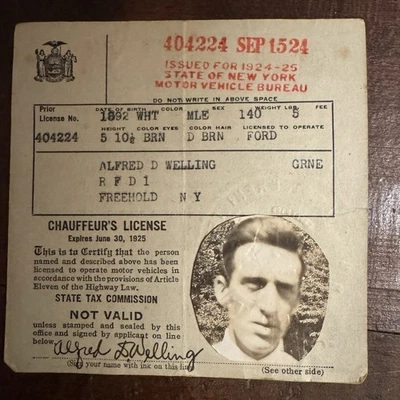 404224 SEP 15 24
ISSUED FOR 1924-25
STATE OF NEW YORK
MOTOR VEHICLE BUREAU
DO NOT WRITE IN ABOVE SPACE
Prior License No. DATE OF BIRTH COLOR SEX WEIGHT LBS. FEE
1892 WHT MLE 140 5
HEIGHT COLOR EYES COLOR HAIR LICENSED TO OPERATE
404224 5 10½ BRN D BRN FORD
ALFRED D WELLING GRNE
R F D 1
FREEHOLD N Y
CHAUFFEUR'S LICENSE
Expires June 30, 1925
This is to Certify that the person
named and described above has been
licensed to operate motor vehicles in
accordance with the provisions of Article
Eleven of the Highway Law.
STATE TAX COMMISSION
NOT VALID
unless stamped and sealed by this
office and signed by applicant on line
below.
Alfred D. Welling
(Sign your name with ink on this line)
(See other side)